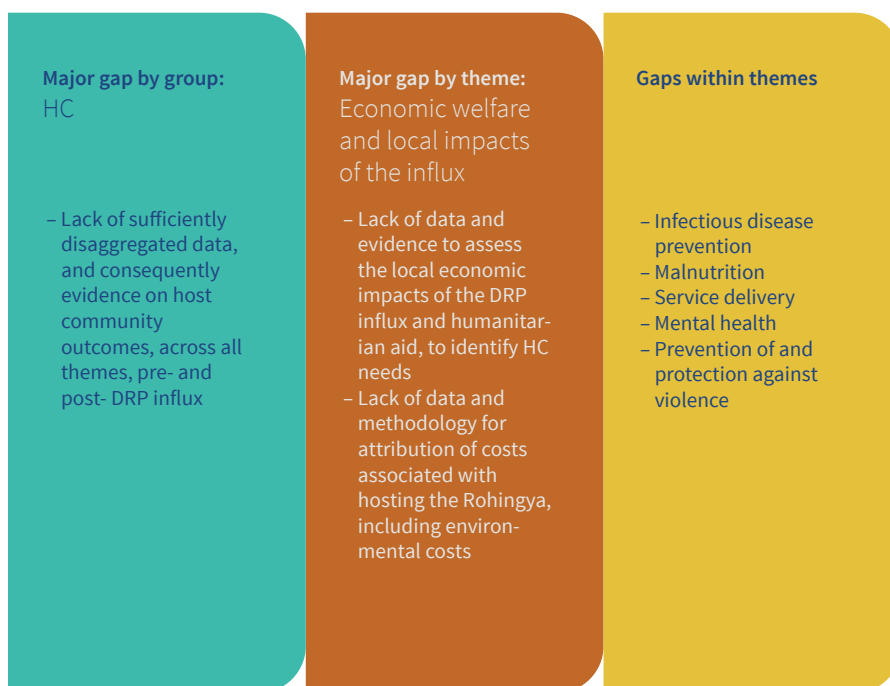 Major gap by group:
HC
– Lack of sufficiently
disaggregated data,
and consequently
evidence on host
community
outcomes, across all
themes, pre- and
post- DRP influx
Major gap by theme:
Economic welfare
and local impacts
of the influx
– Lack of data and
evidence to assess
the local economic
impacts of the DRP
influx and humanitar-
ian aid, to identify HC
needs
– Lack of data and
methodology for
attribution of costs
associated with
hosting the Rohingya,
including environ-
mental costs
Gaps within themes
– Infectious disease
prevention
– Malnutrition
– Service delivery
– Mental health
– Prevention of and
protection against
violence